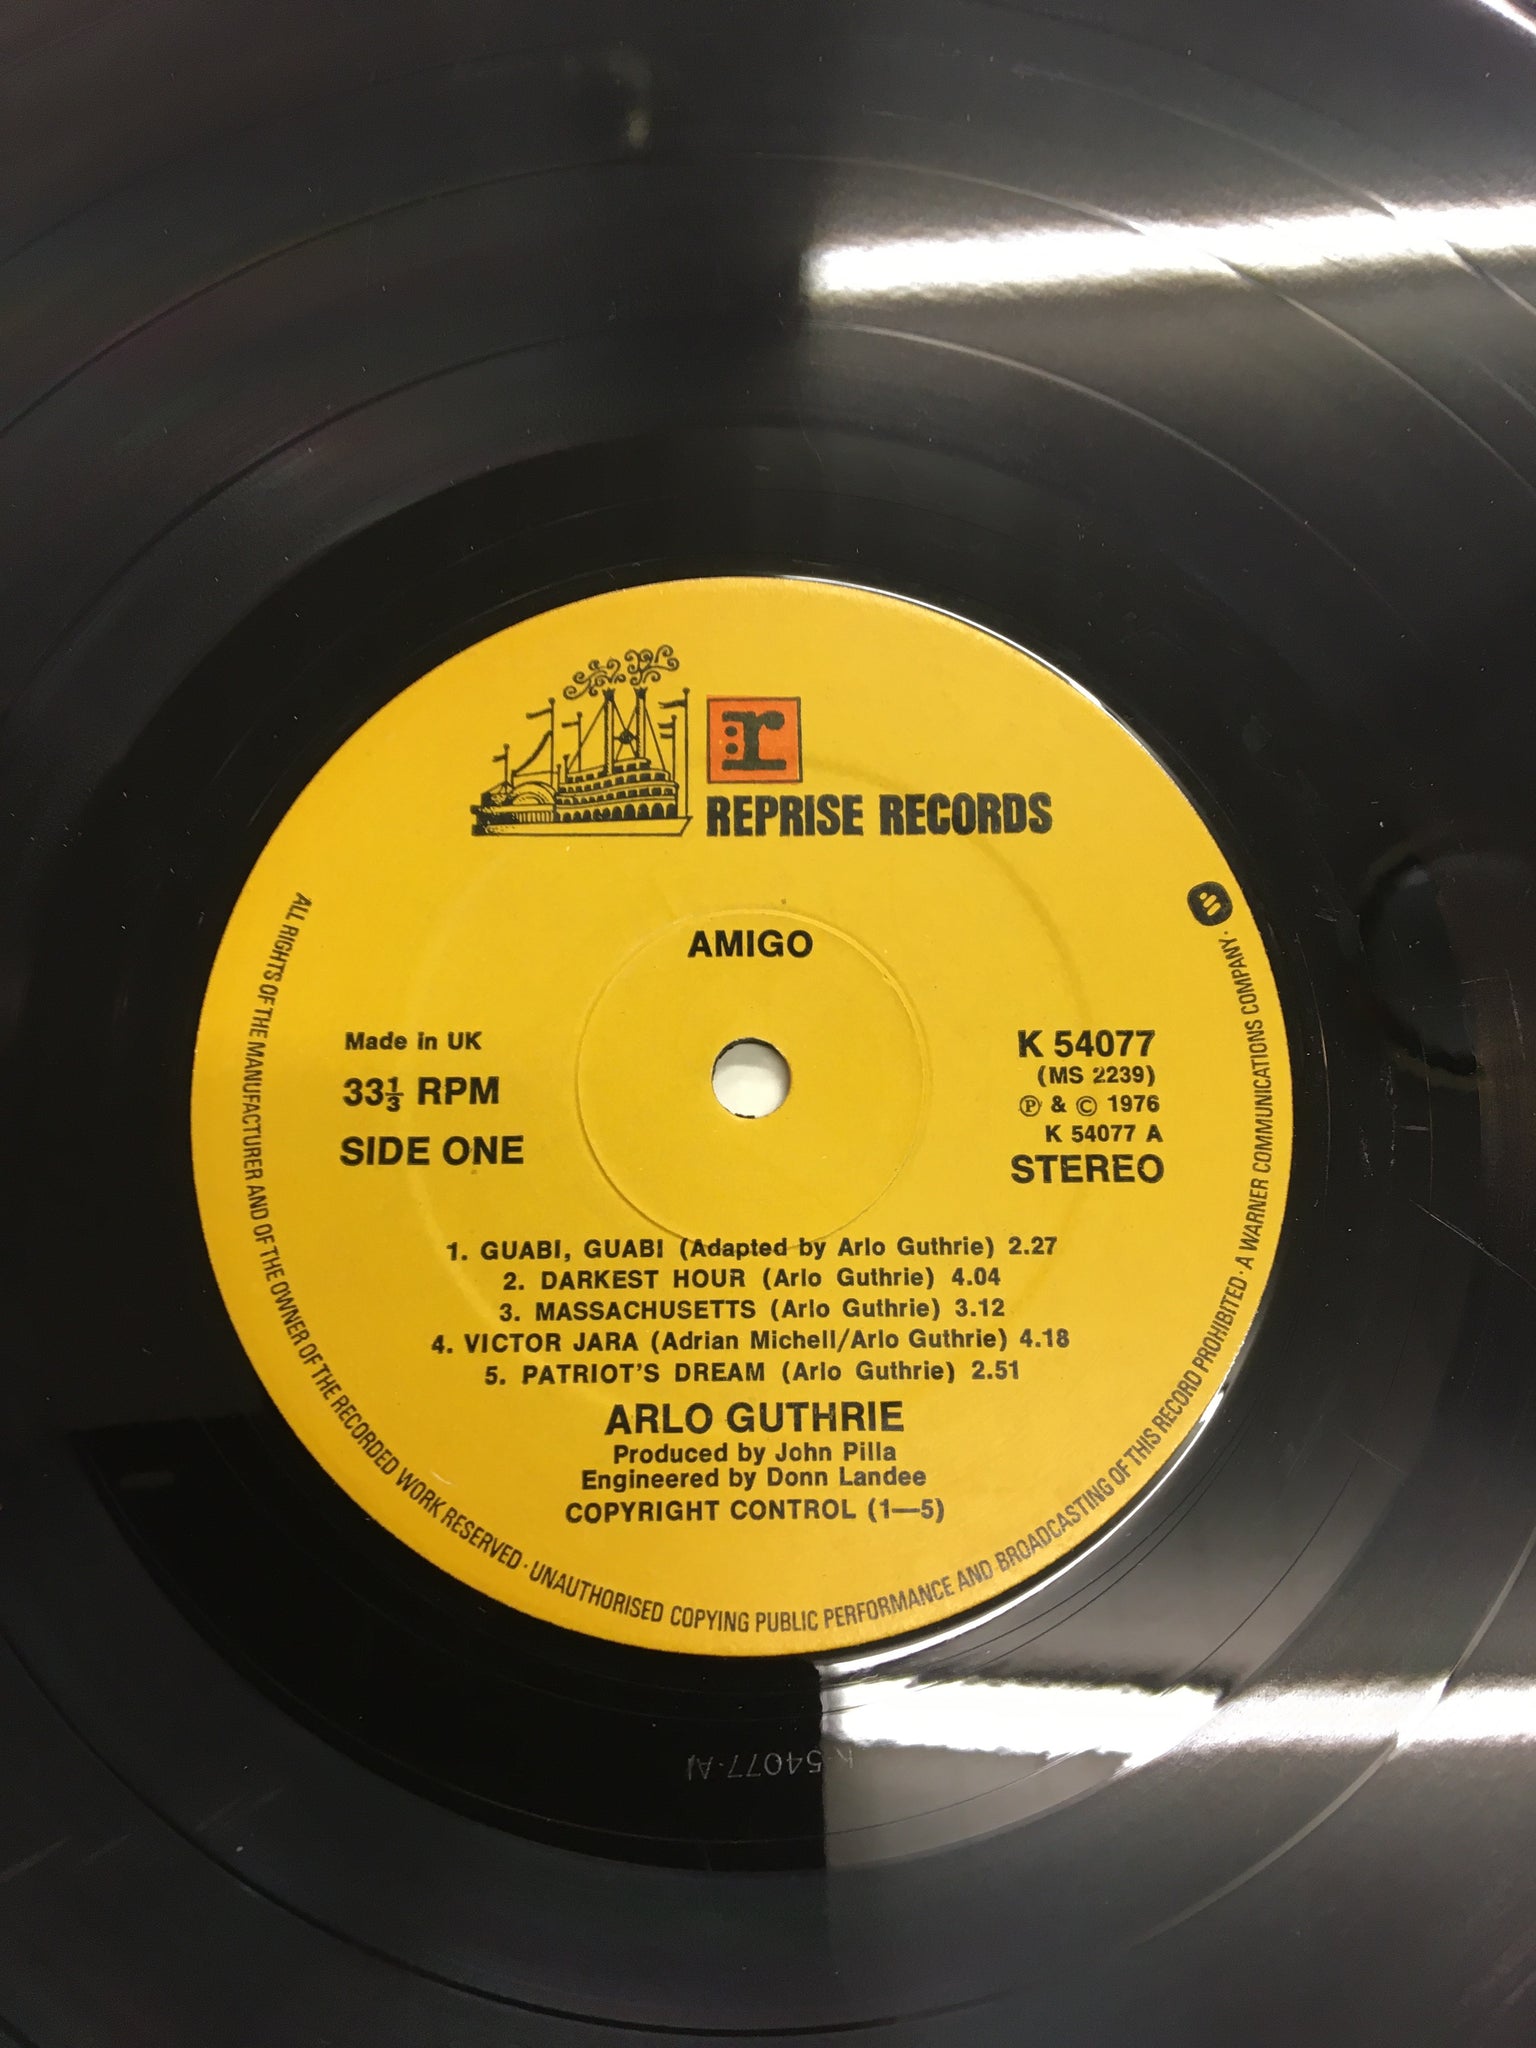 r
REPRISE RECORDS
AMIGO
Made in UK
33⅓ RPM
SIDE ONE
K 54077
(MS 2239)
Ⓟ & © 1976
K 54077 A
STEREO
1. GUABI, GUABI (Adapted by Arlo Guthrie) 2.27
2. DARKEST HOUR (Arlo Guthrie) 4.04
3. MASSACHUSETTS (Arlo Guthrie) 3.12
4. VICTOR JARA (Adrian Michell/Arlo Guthrie) 4.18
5. PATRIOT'S DREAM (Arlo Guthrie) 2.51
ARLO GUTHRIE
Produced by John Pilla
Engineered by Donn Landee
COPYRIGHT CONTROL (1—5)
ALL RIGHTS OF THE MANUFACTURER AND OF THE OWNER OF THE RECORDED WORK RESERVED · UNAUTHORISED COPYING PUBLIC PERFORMANCE AND BROADCASTING OF THIS RECORD PROHIBITED · A WARNER COMMUNICATIONS COMPANY ·
K·54077·A1